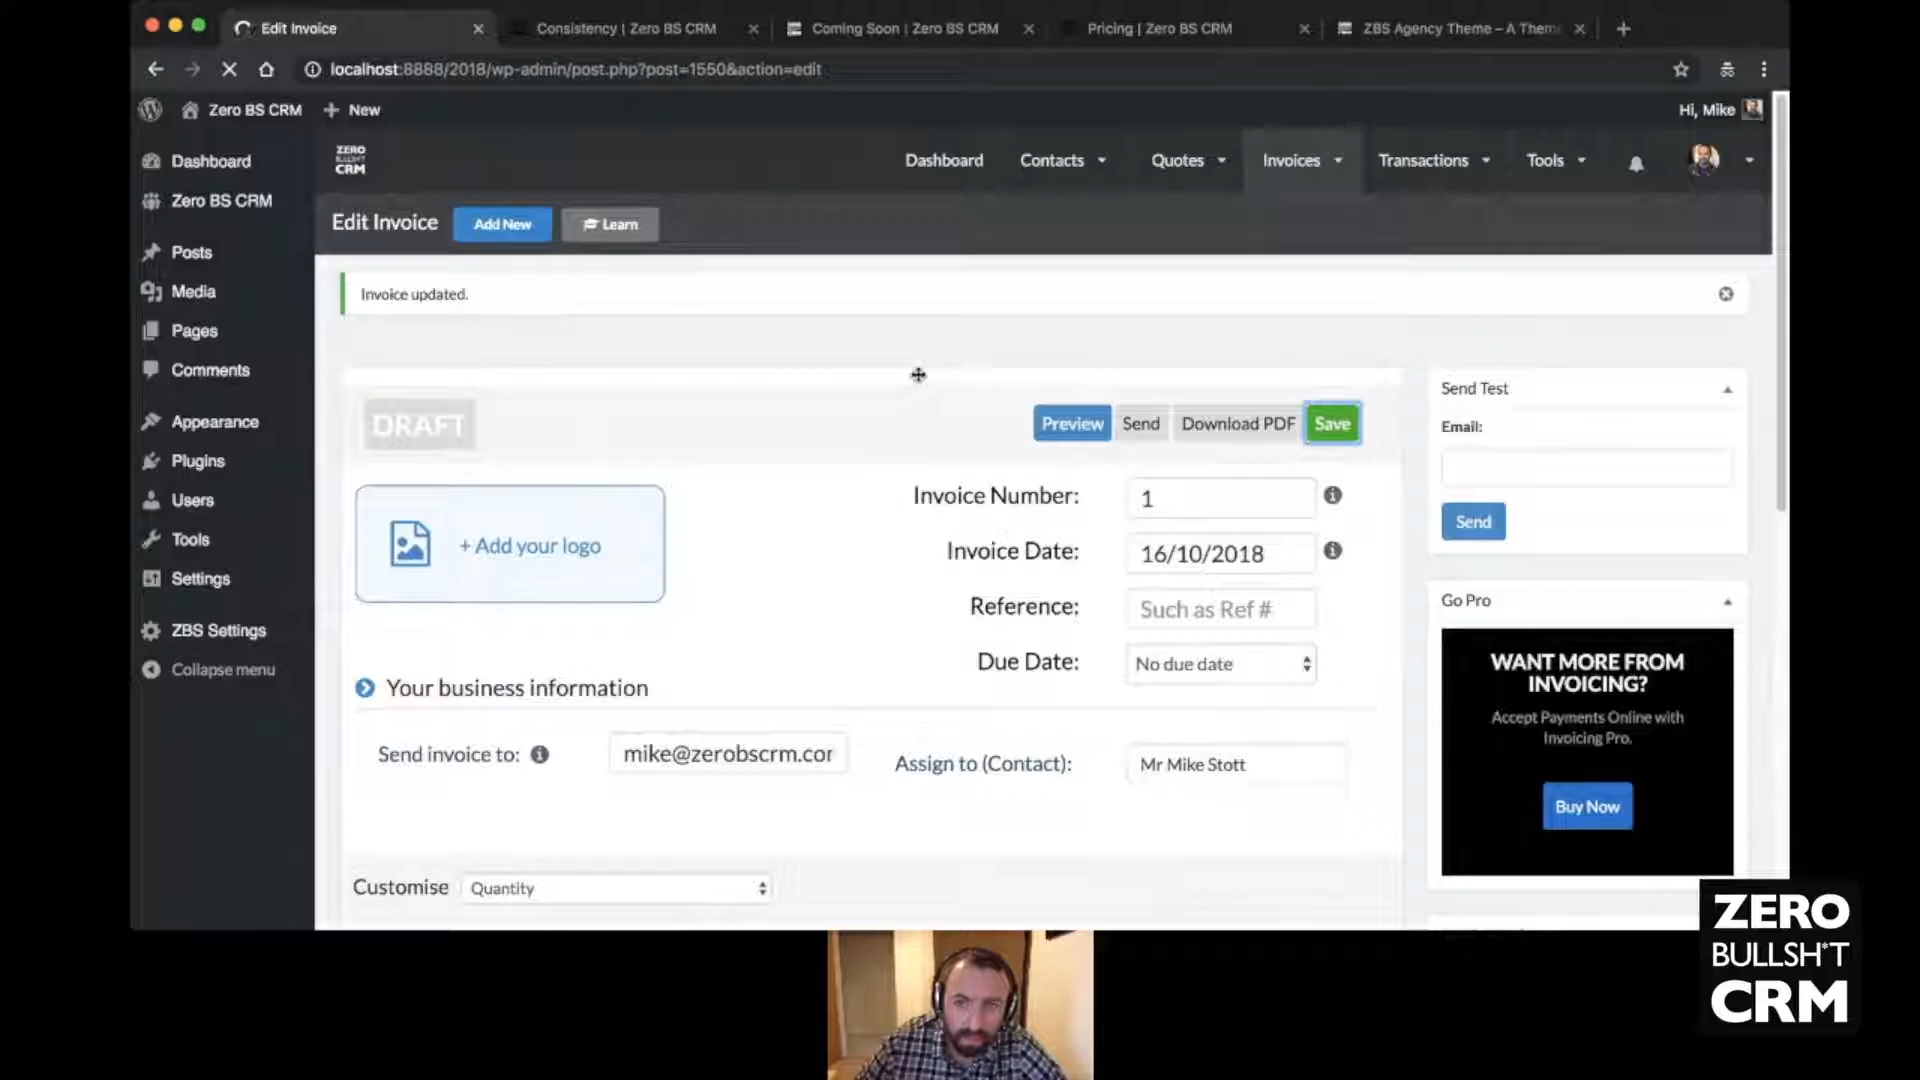 Edit Invoice
Consistency | Zero BS CRM
Coming Soon | Zero BS CRM
Pricing | Zero BS CRM
ZBS Agency Theme – A Them
localhost:8888/2018/wp-admin/post.php?post=1550&action=edit
Zero BS CRM
New
Hi, Mike
Dashboard
Zero BS CRM
Posts
Media
Pages
Comments
Appearance
Plugins
Users
Tools
Settings
ZBS Settings
Collapse menu
ZERO
BULLSH*T
CRM
Dashboard
Contacts
Quotes
Invoices
Transactions
Tools
Edit Invoice
Add New
Learn
Invoice updated.
DRAFT
Preview
Send
Download PDF
Save
+ Add your logo
Invoice Number:
1
Invoice Date:
16/10/2018
Reference:
Such as Ref #
Due Date:
No due date
Your business information
Send invoice to:
mike@zerobscrm.com
Assign to (Contact):
Mr Mike Stott
Customise
Quantity
Send Test
Email:
Send
Go Pro
WANT MORE FROM
INVOICING?
Accept Payments Online with
Invoicing Pro.
Buy Now
ZERO
BULLSH*T
CRM